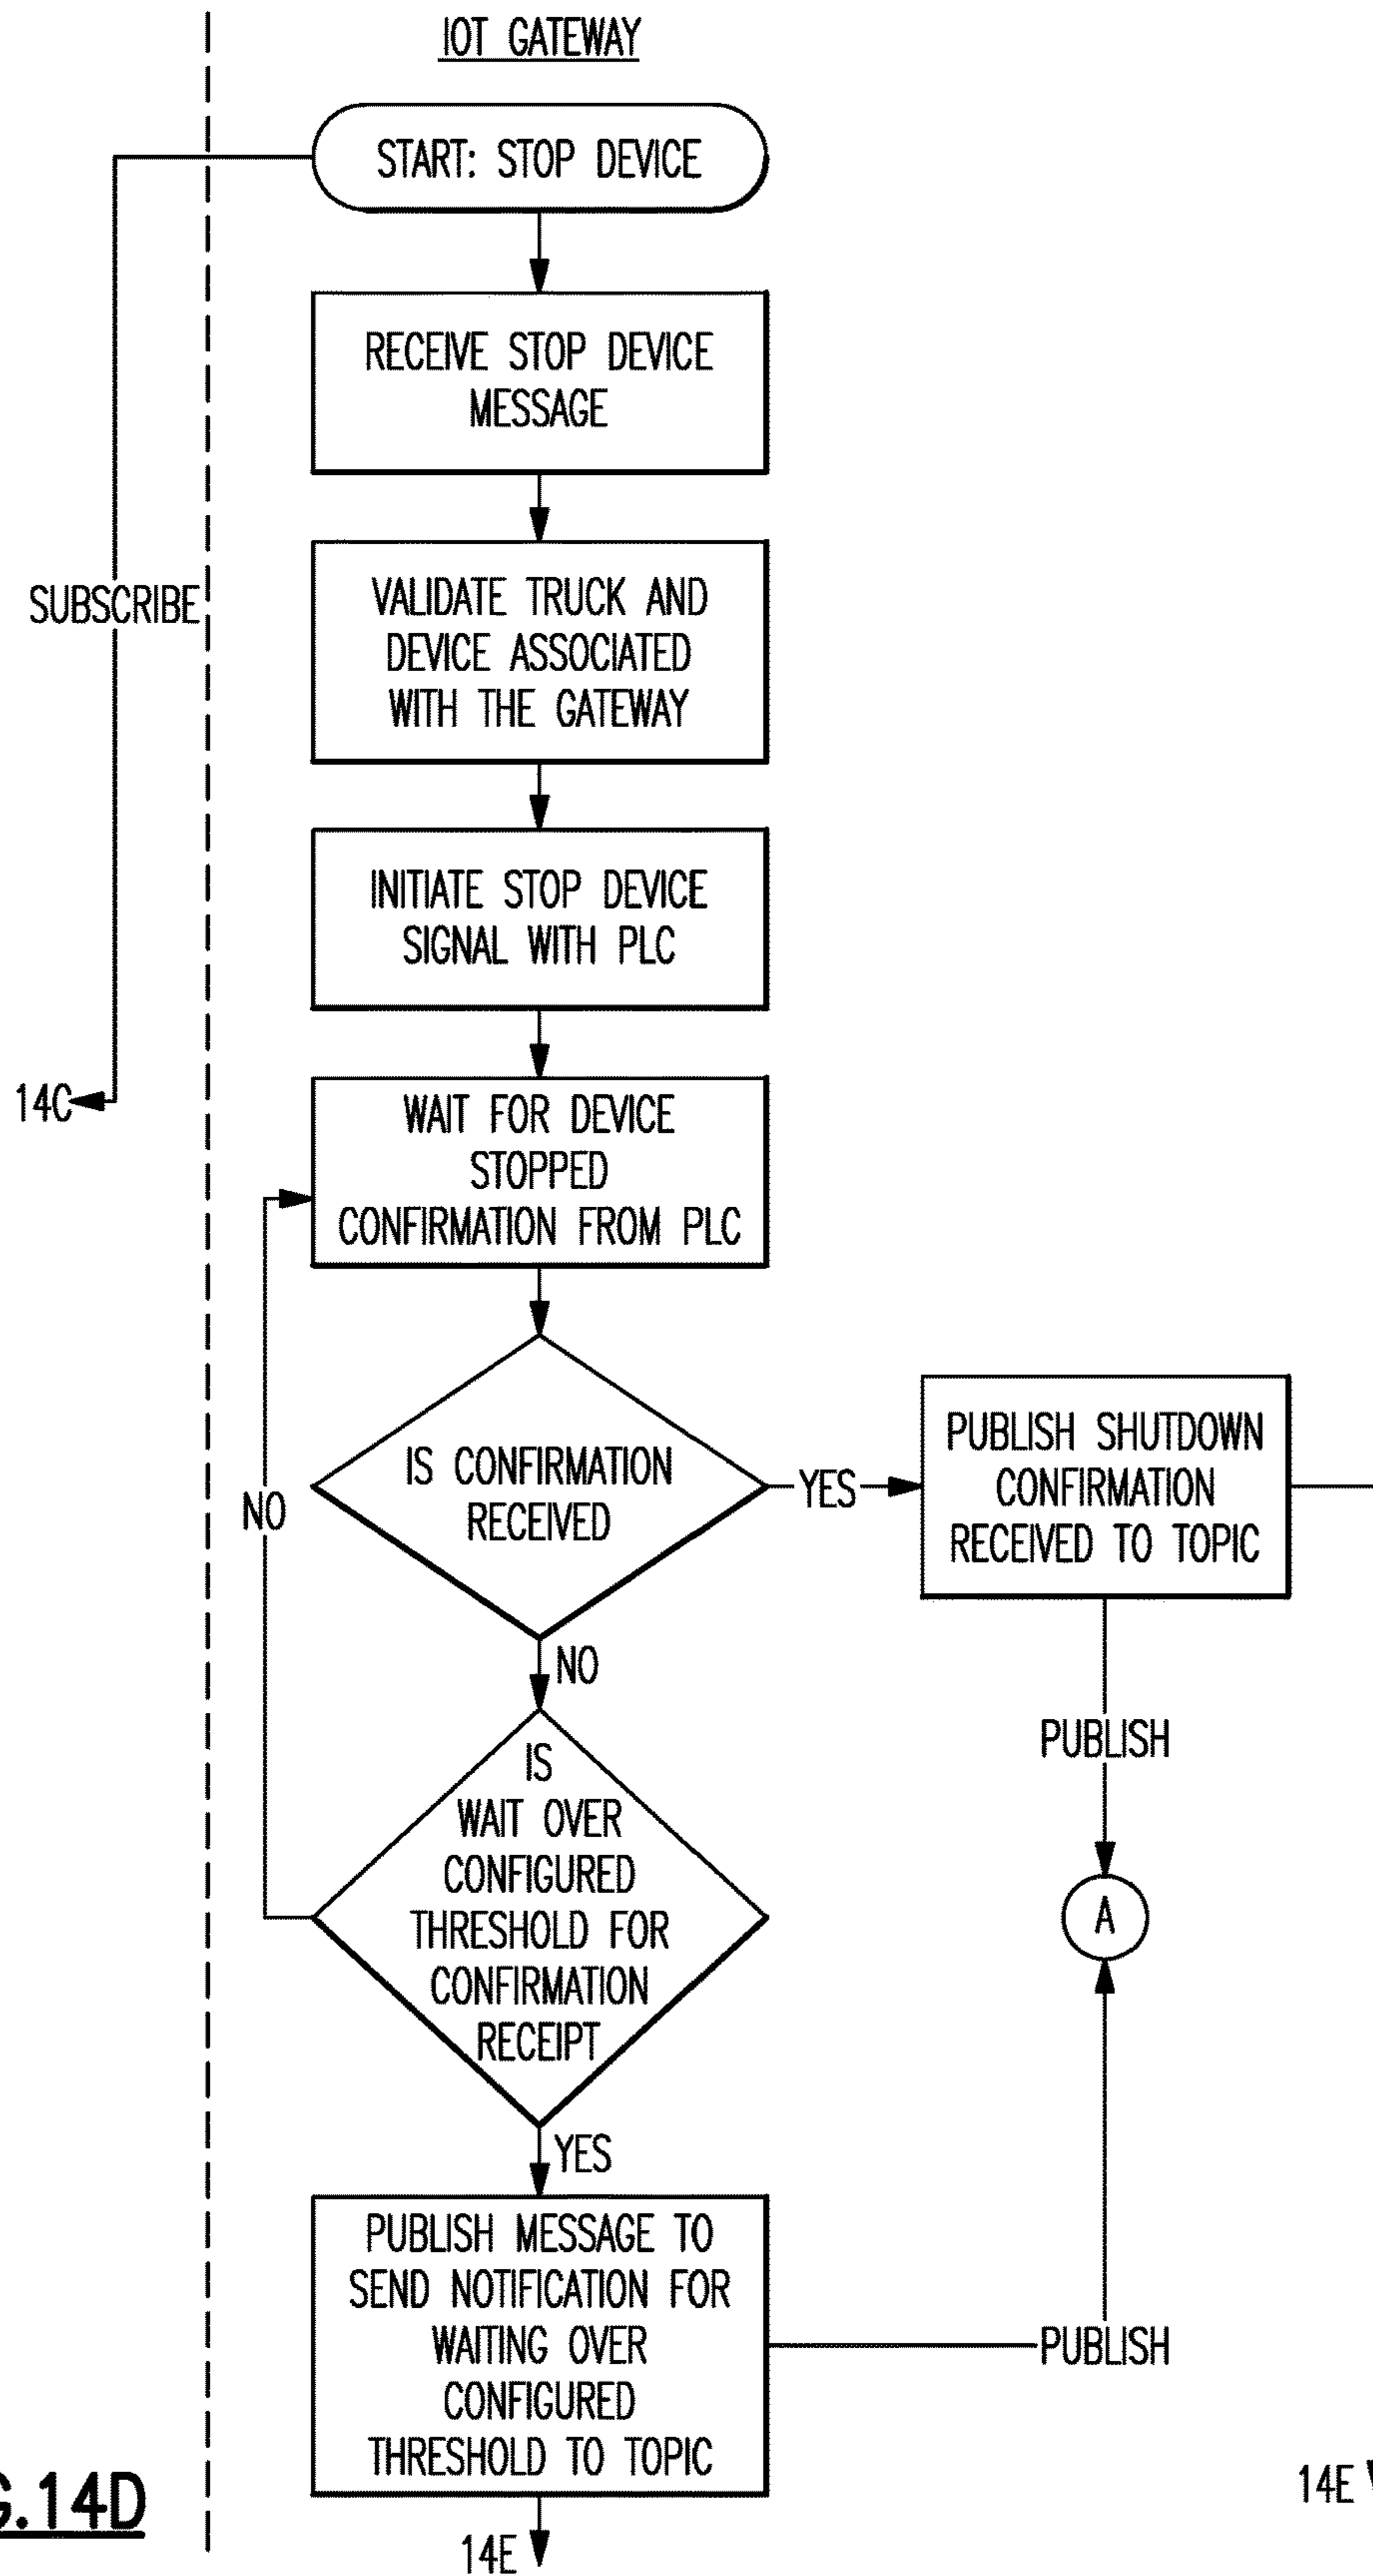 IOT GATEWAY
START: STOP DEVICE
RECEIVE STOP DEVICE
MESSAGE
VALIDATE TRUCK AND
DEVICE ASSOCIATED
WITH THE GATEWAY
SUBSCRIBE
INITIATE STOP DEVICE
SIGNAL WITH PLC
14C
WAIT FOR DEVICE
STOPPED
CONFIRMATION FROM PLC
IS CONFIRMATION
RECEIVED
YES
PUBLISH SHUTDOWN
CONFIRMATION
RECEIVED TO TOPIC
NO
NO
PUBLISH
IS
WAIT OVER
CONFIGURED
THRESHOLD FOR
CONFIRMATION
RECEIPT
A
YES
PUBLISH MESSAGE TO
SEND NOTIFICATION FOR
WAITING OVER
CONFIGURED
THRESHOLD TO TOPIC
PUBLISH
14E
14E
G.14D